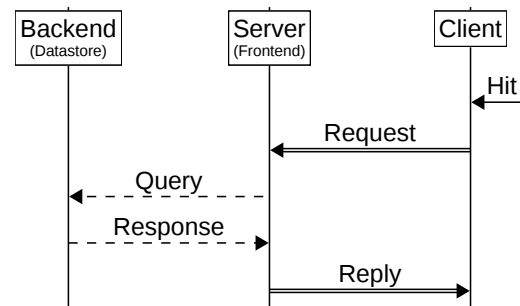 Backend
(Datastore)
Server
(Frontend)
Client
Hit
Request
Query
Response
Reply